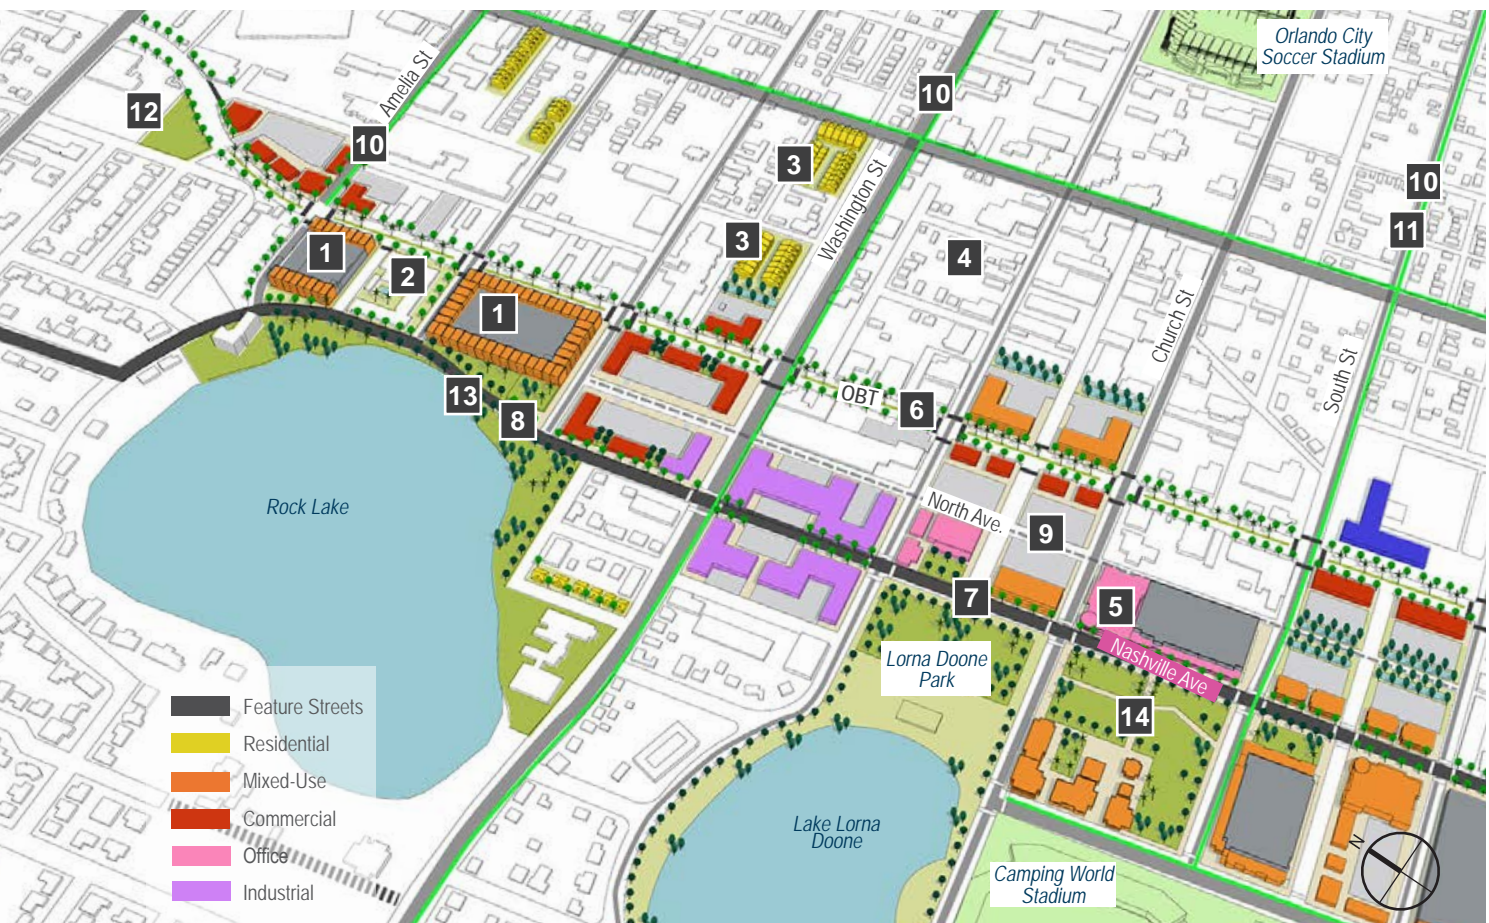 Orlando City
Soccer Stadium
Amelia St
12
10
10
3
Washington St
10
11
3
4
1
2
1
Church St
South St
13
8
OBT
6
Rock Lake
North Ave.
9
7
5
Lorna Doone
Park
Nashville Ave
14
Feature Streets
Residential
Mixed-Use
Commercial
Office
Industrial
Lake Lorna
Doone
Camping World
Stadium
N